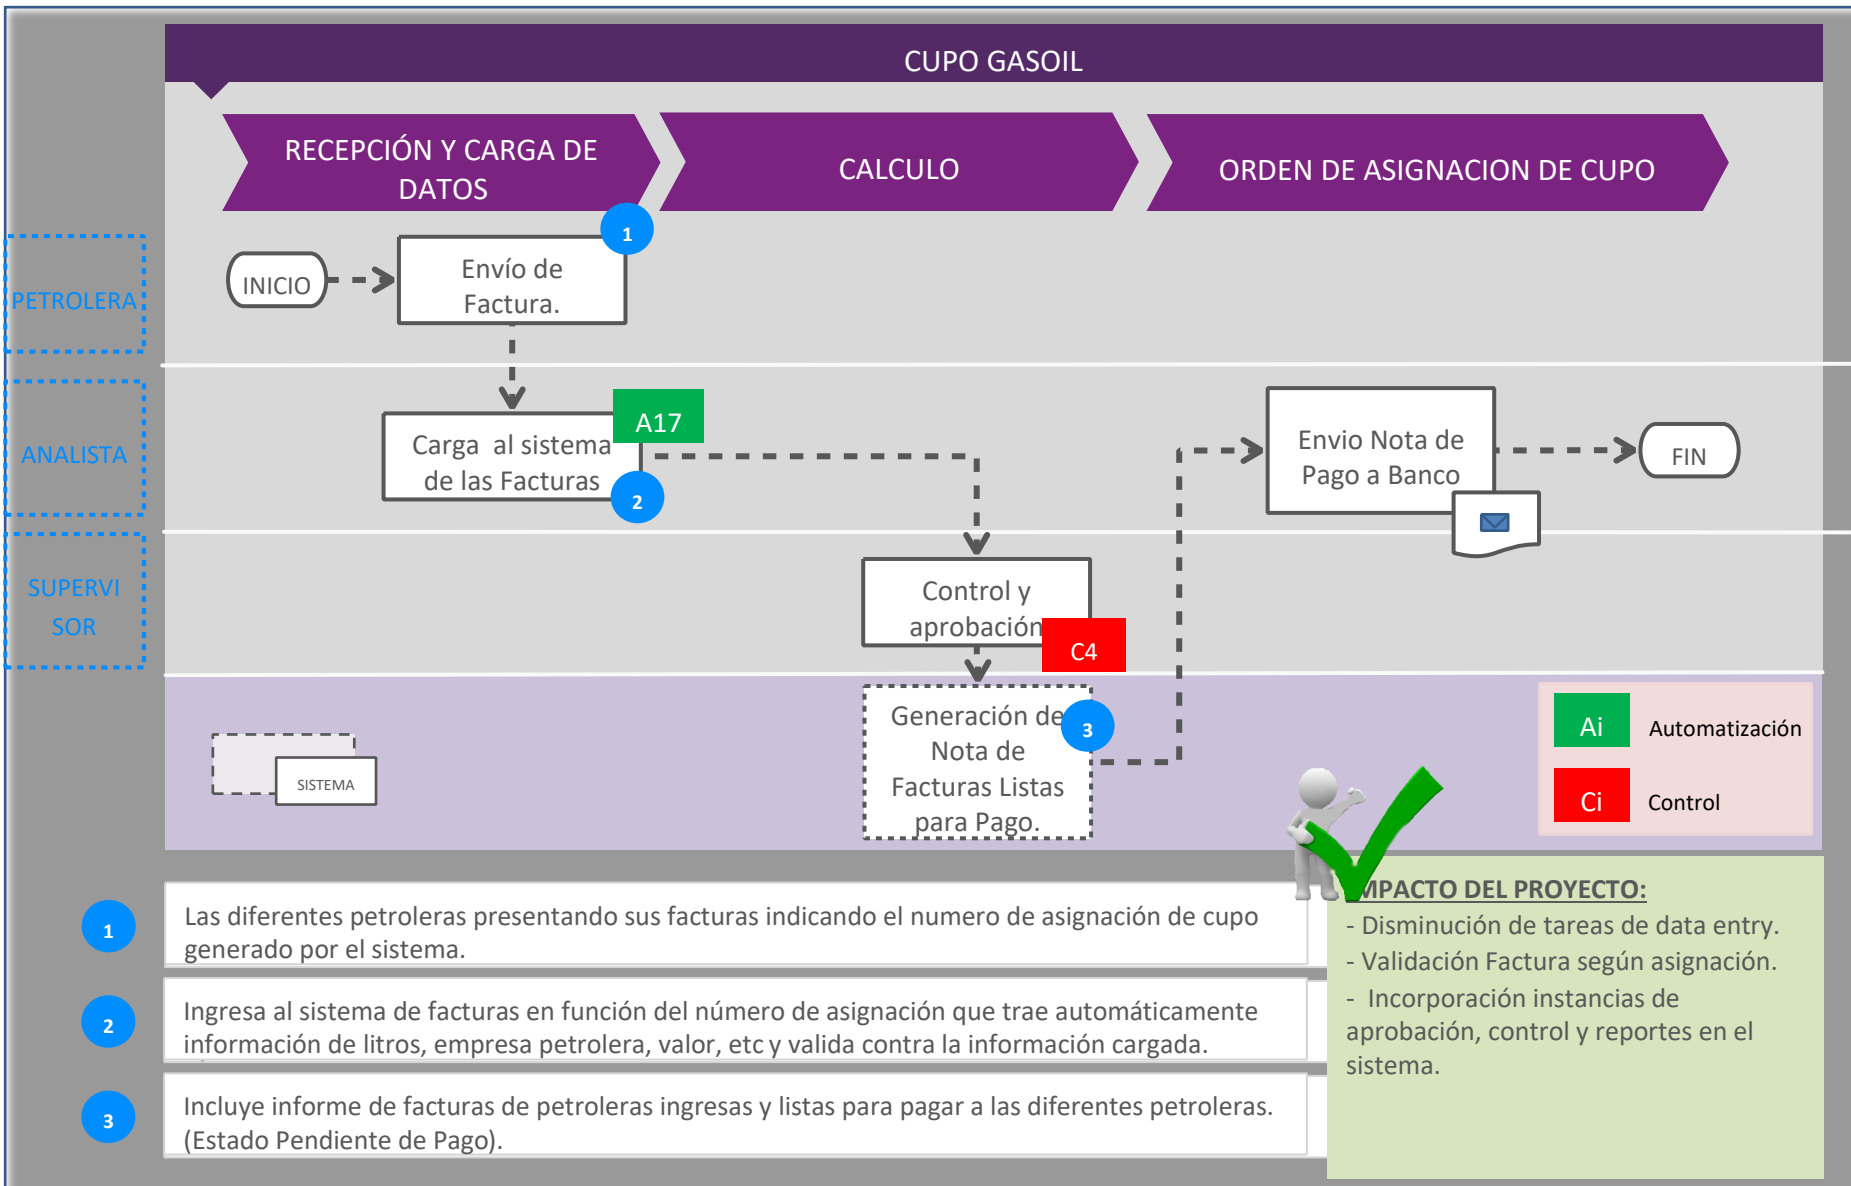 CUPO GASOIL
RECEPCIÓN Y CARGA DE
DATOS
CALCULO
ORDEN DE ASIGNACION DE CUPO
PETROLERA
INICIO
Envío de
Factura.
1
ANALISTA
Carga al sistema
de las Facturas
A17
2
Envio Nota de
Pago a Banco
FIN
SUPERVI
SOR
Control y
aprobación
C4
SISTEMA
Generación de
Nota de
Facturas Listas
para Pago.
3
Ai
Automatización
Ci
Control
1
Las diferentes petroleras presentando sus facturas indicando el numero de asignación de cupo
generado por el sistema.
2
Ingresa al sistema de facturas en función del número de asignación que trae automáticamente
información de litros, empresa petrolera, valor, etc y valida contra la información cargada.
3
Incluye informe de facturas de petroleras ingresas y listas para pagar a las diferentes petroleras.
(Estado Pendiente de Pago).
MPACTO DEL PROYECTO:
- Disminución de tareas de data entry.
- Validación Factura según asignación.
- Incorporación instancias de
aprobación, control y reportes en el
sistema.